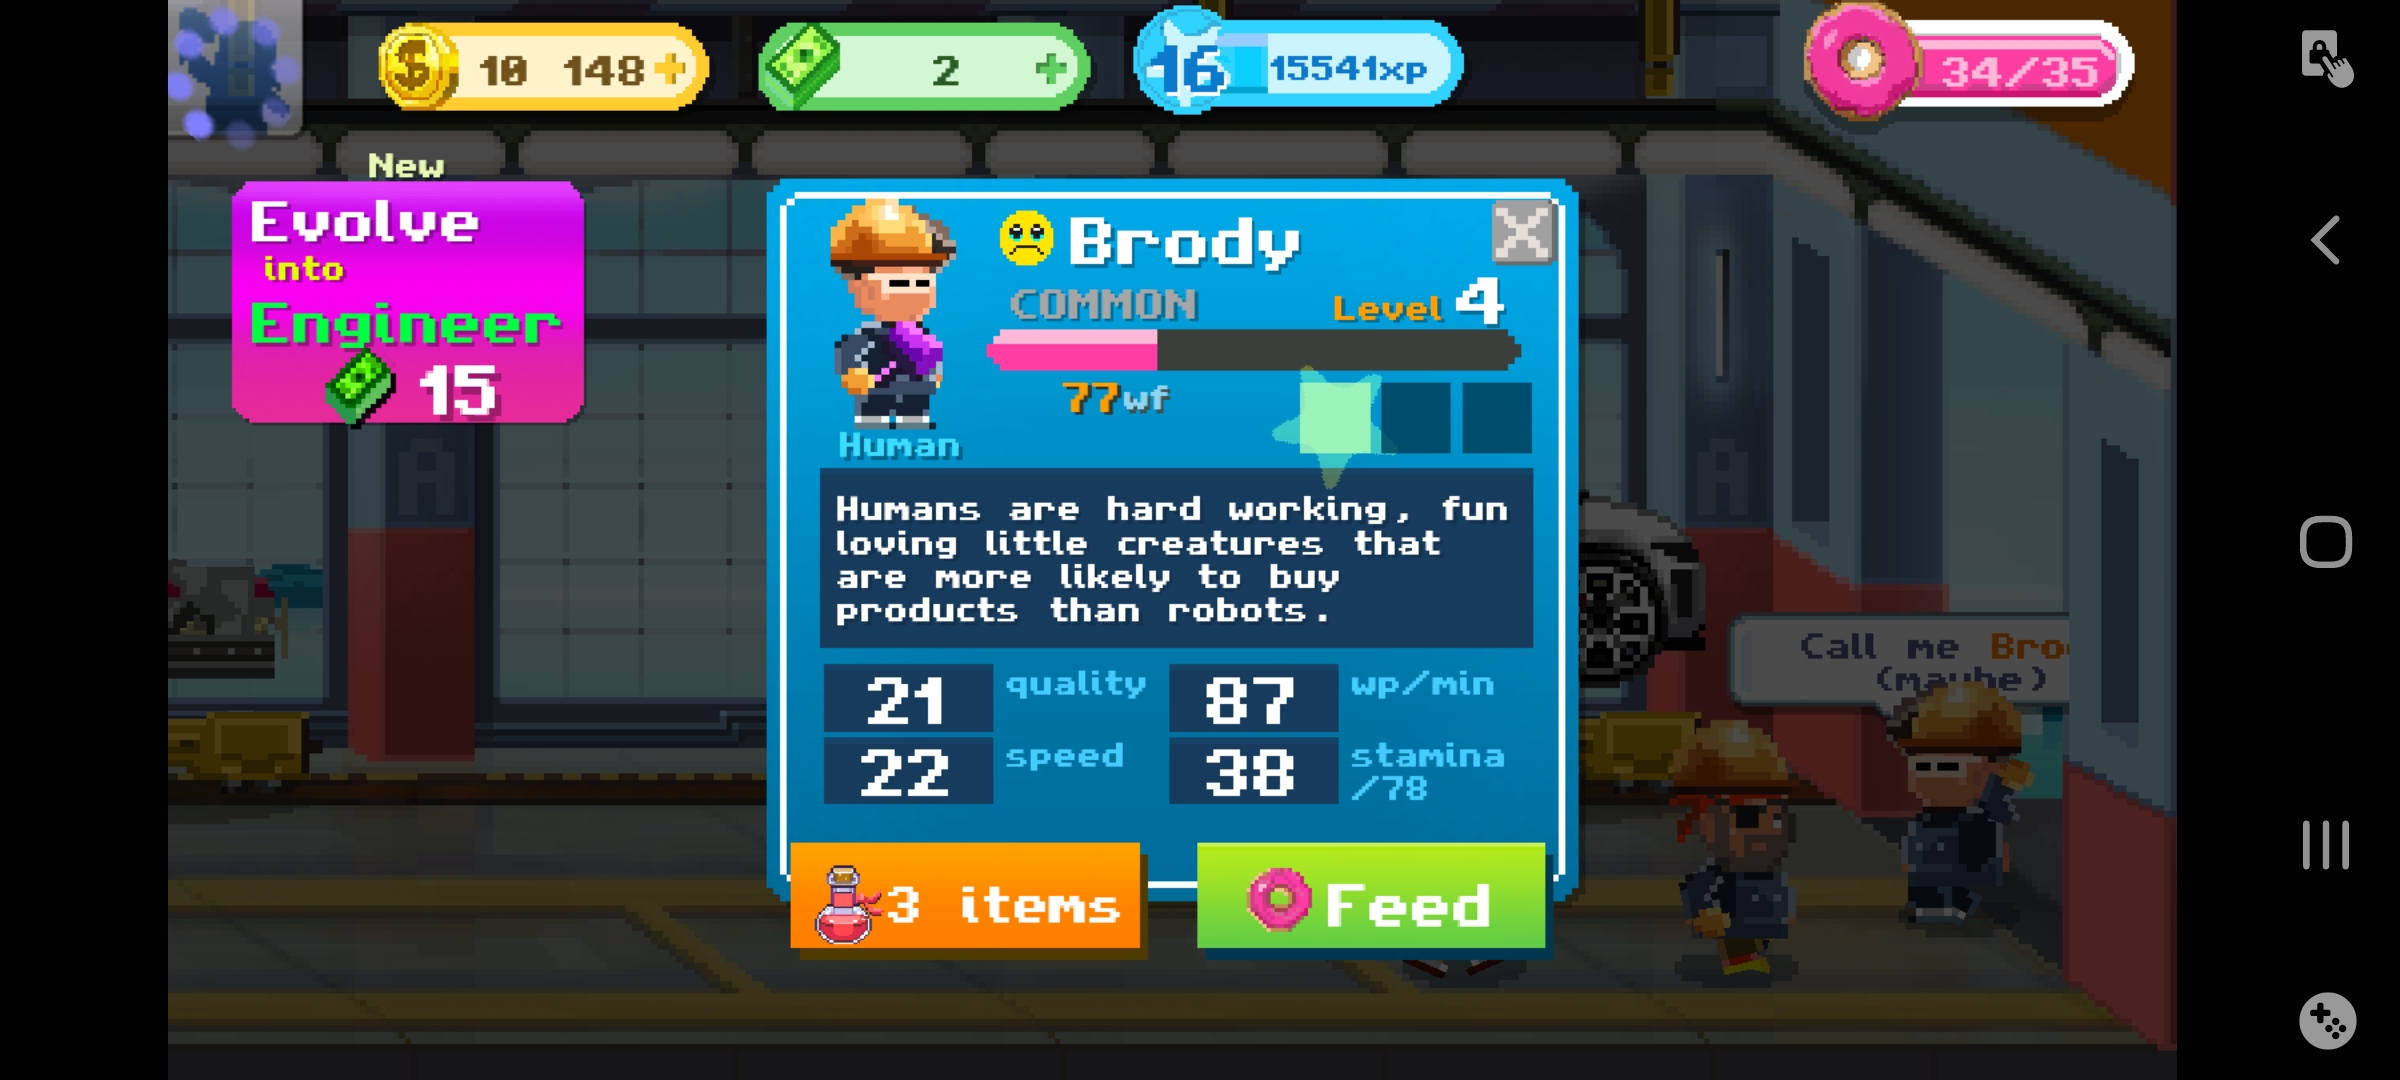 10 148
2
16
15541xp
34/35
New
Evolve
into
Engineer
15
Brody
COMMON
Level 4
77wf
Human
Humans are hard working, fun
loving little creatures that
are more likely to buy
products than robots.
21 quality
87 wp/min
22 speed
38 stamina
/78
3 items
Feed
Call me Bro
(maybe)
A
A